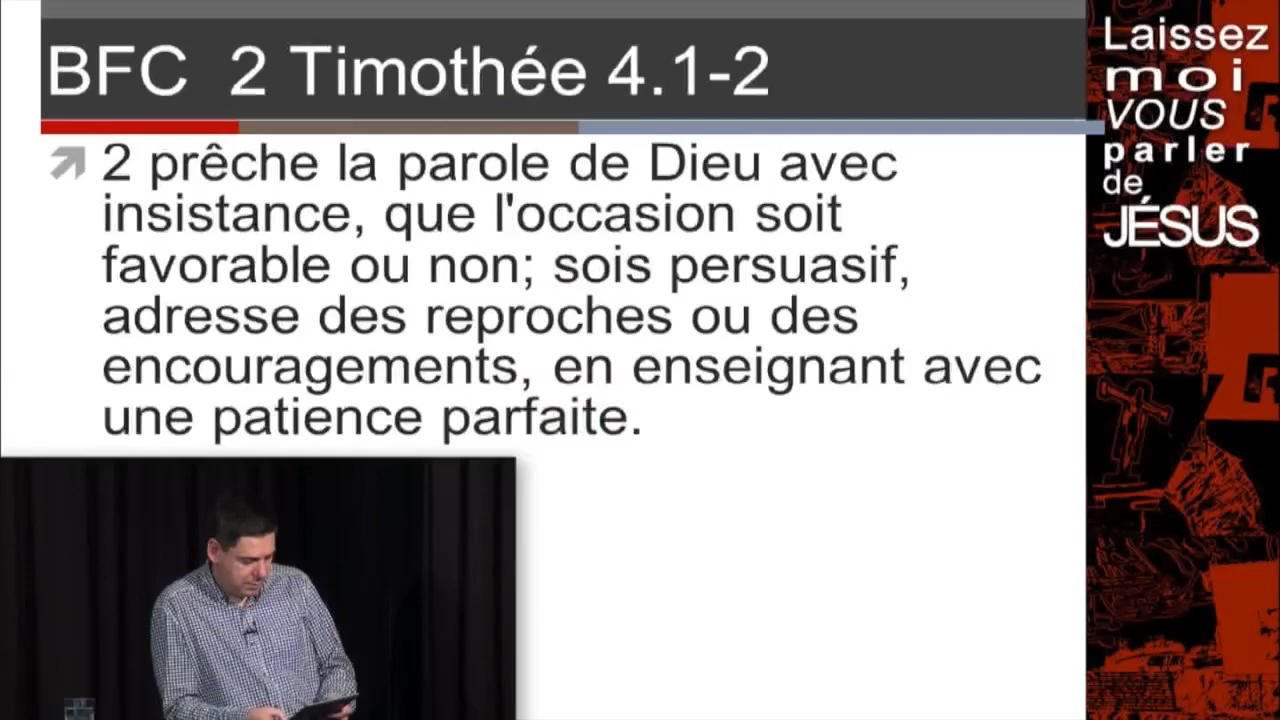 BFC 2 Timothée 4.1-2
2 prêche la parole de Dieu avec
insistance, que l'occasion soit
favorable ou non; sois persuasif,
adresse des reproches ou des
encouragements, en enseignant avec
une patience parfaite.
Laissez
moi
VOUS
parler
de
JÉSUS